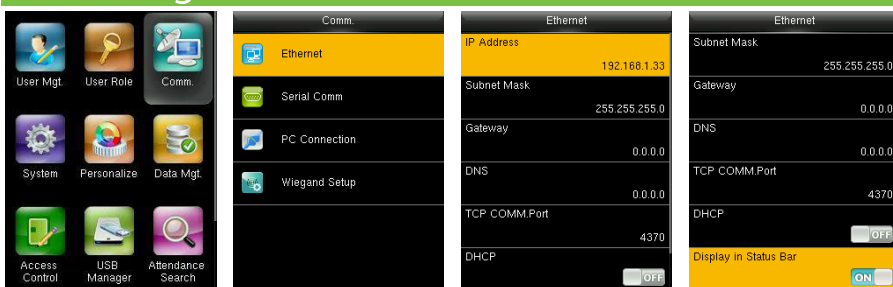 User Mgt.
User Role
Comm.
System
Personalize
Data Mgt.
Access
Control
USB
Manager
Attendance
Search
Comm.
Ethernet
Serial Comm
PC Connection
Wiegand Setup
Ethernet
IP Address
192.168.1.33
Subnet Mask
255.255.255.0
Gateway
0.0.0.0
DNS
0.0.0.0
TCP COMM.Port
4370
DHCP
OFF
Ethernet
Subnet Mask
255.255.255.0
Gateway
0.0.0.0
DNS
0.0.0.0
TCP COMM.Port
4370
DHCP
OFF
Display in Status Bar
ON